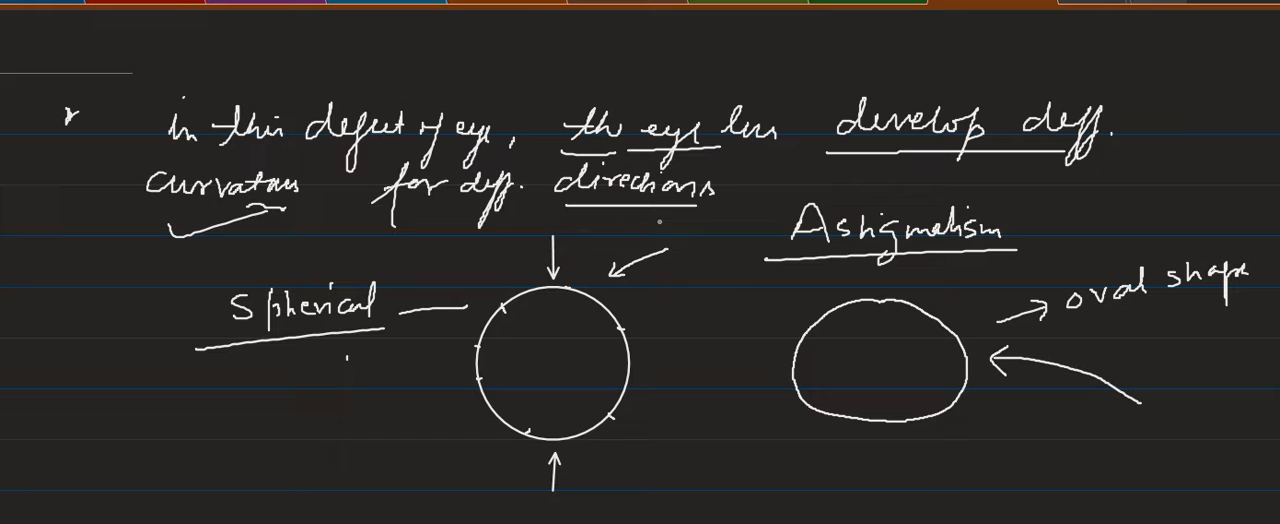 in this defect of eye, the eye lens develop diff.
curvatures for diff. directions
Astigmatism
Spherical
oval shape